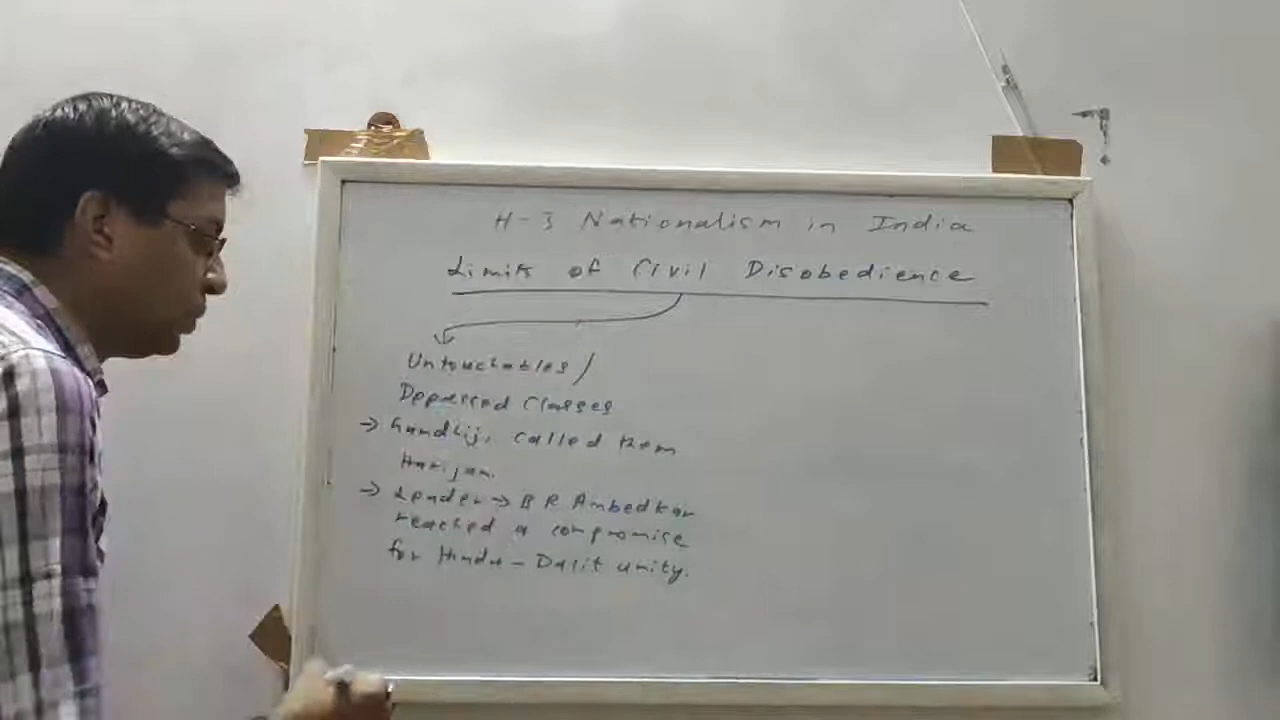 H-3 Nationalism in India
Limits of Civil Disobedience
Untouchables/
Depressed Classes
→ Gandhiji called them
Harijan.
→ Leader → B R Ambedkar
reached a compromise
for Hindu - Dalit unity.